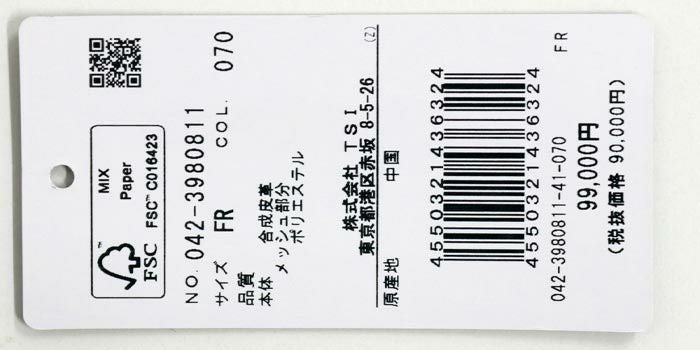 MIX
Paper
FSC™ C016423
FSC™
NO. 042-3980811
サイズ COL.
FR 070
品質
本体 合成皮革
メッシュ部分
ポリエステル
株式会社 TSI
東京都港区赤坂 8-5-26
(Z)
原産地 中国
4550321436324
4550321436324
042-3980811-41-070
FR
99,000円
(税抜価格 90,000円)